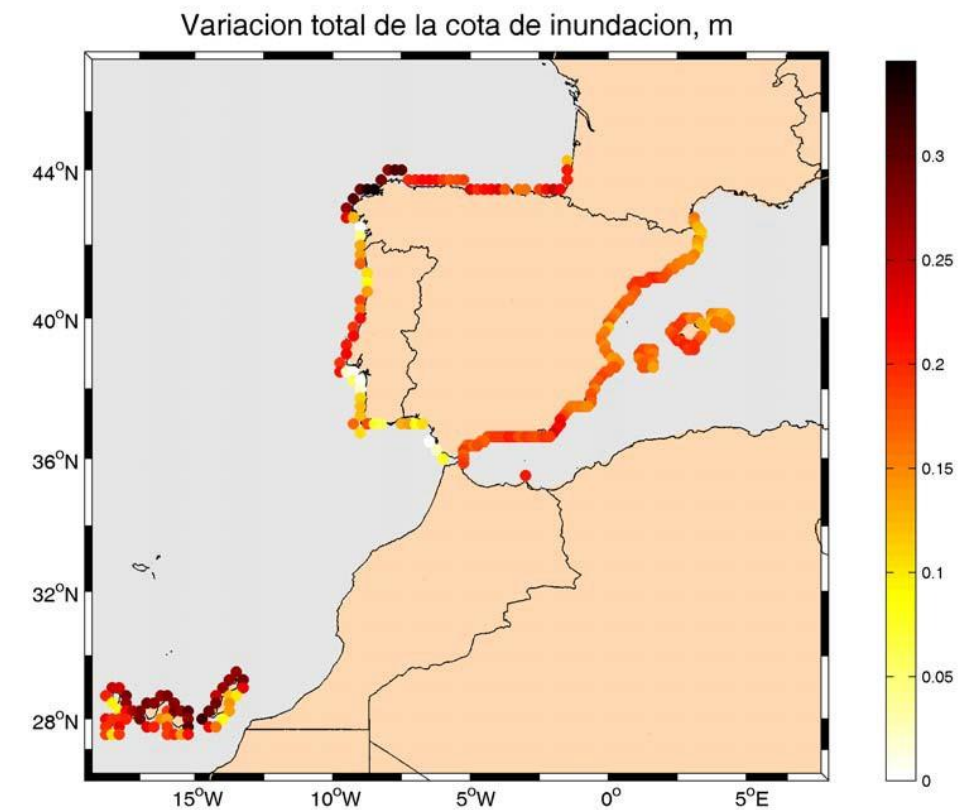 Variacion total de la cota de inundacion, m
44°N
40°N
36°N
32°N
28°N
15°W
10°W
5°W
0°
5°E
0.3
0.25
0.2
0.15
0.1
0.05
0